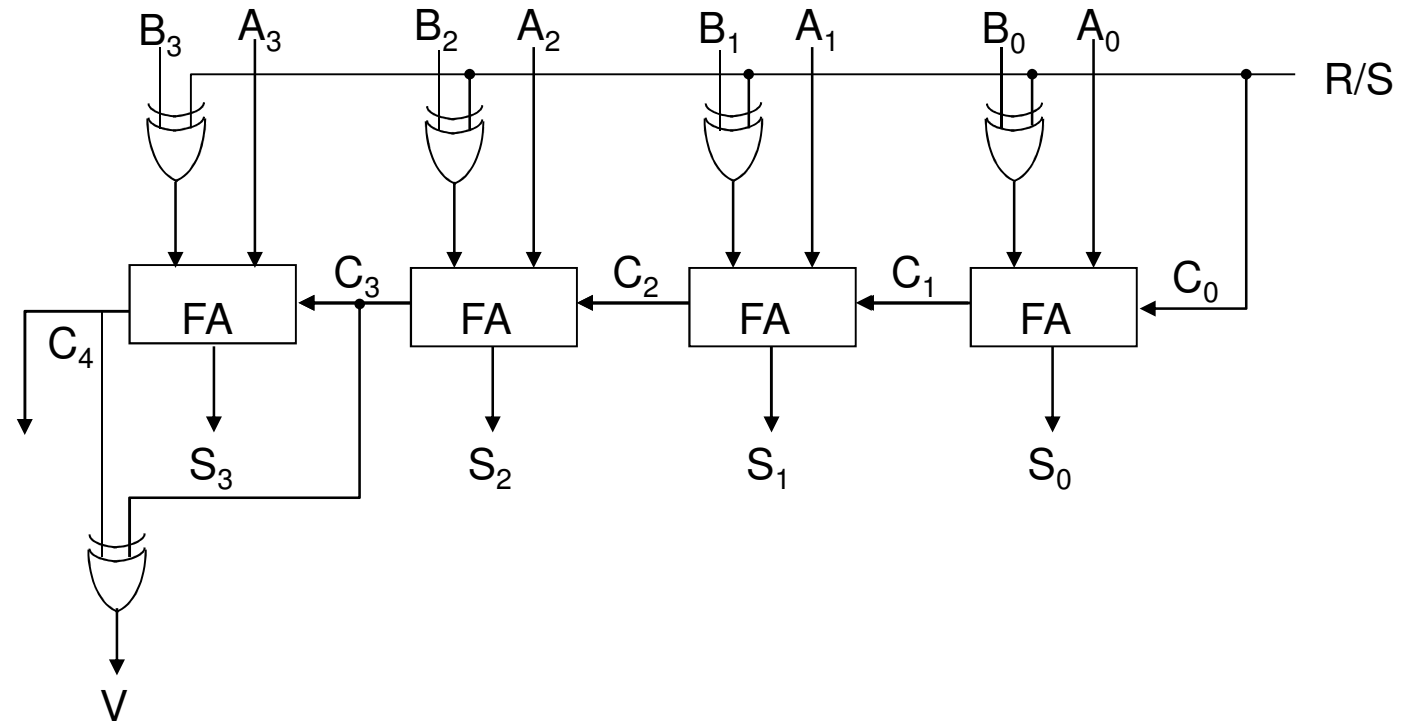 B₃ A₃ B₂ A₂ B₁ A₁ B₀ A₀
R/S
C₃ C₂ C₁ C₀
FA FA FA FA
C₄
S₃ S₂ S₁ S₀
V